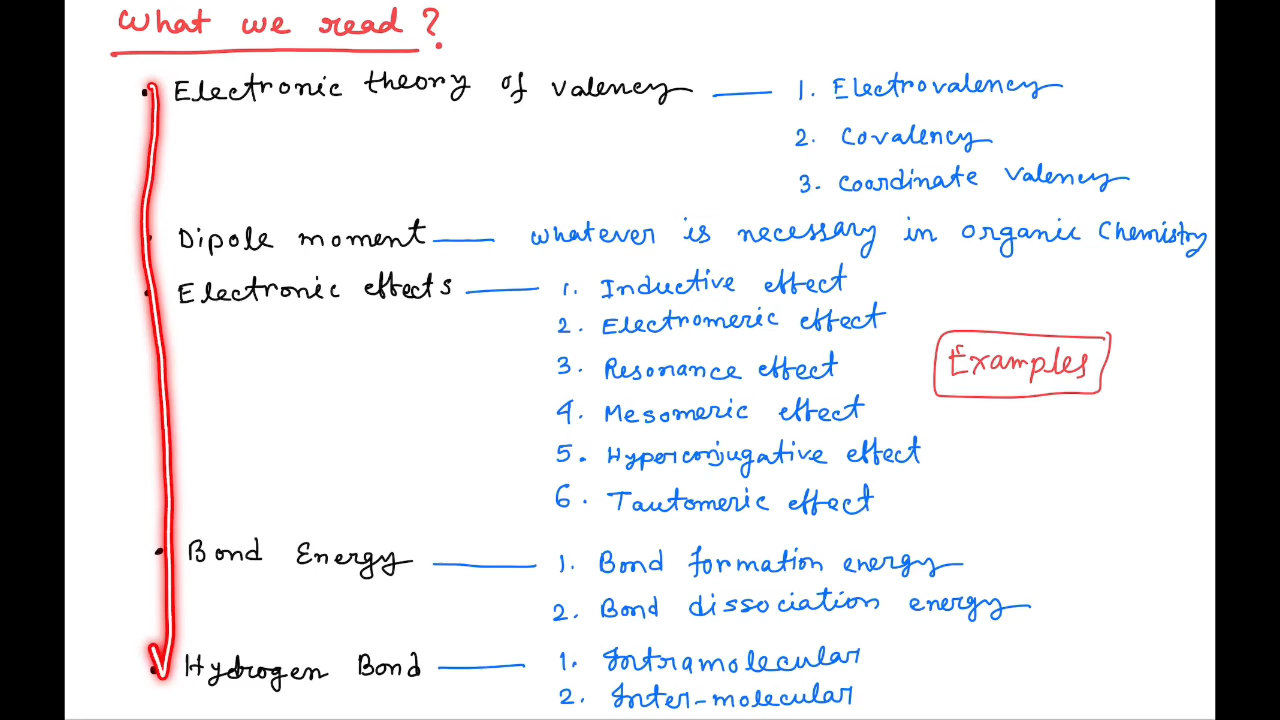 What we read?
• Electronic theory of valency — 1. Electrovalency
2. Covalency
3. Coordinate valency
• Dipole moment — whatever is necessary in organic chemistry
• Electronic effects — 1. Inductive effect
2. Electromeric effect
3. Resonance effect
Examples
4. Mesomeric effect
5. Hyperconjugative effect
6. Tautomeric effect
• Bond Energy — 1. Bond formation energy
2. Bond dissociation energy
• Hydrogen Bond — 1. Intramolecular
2. Inter-molecular